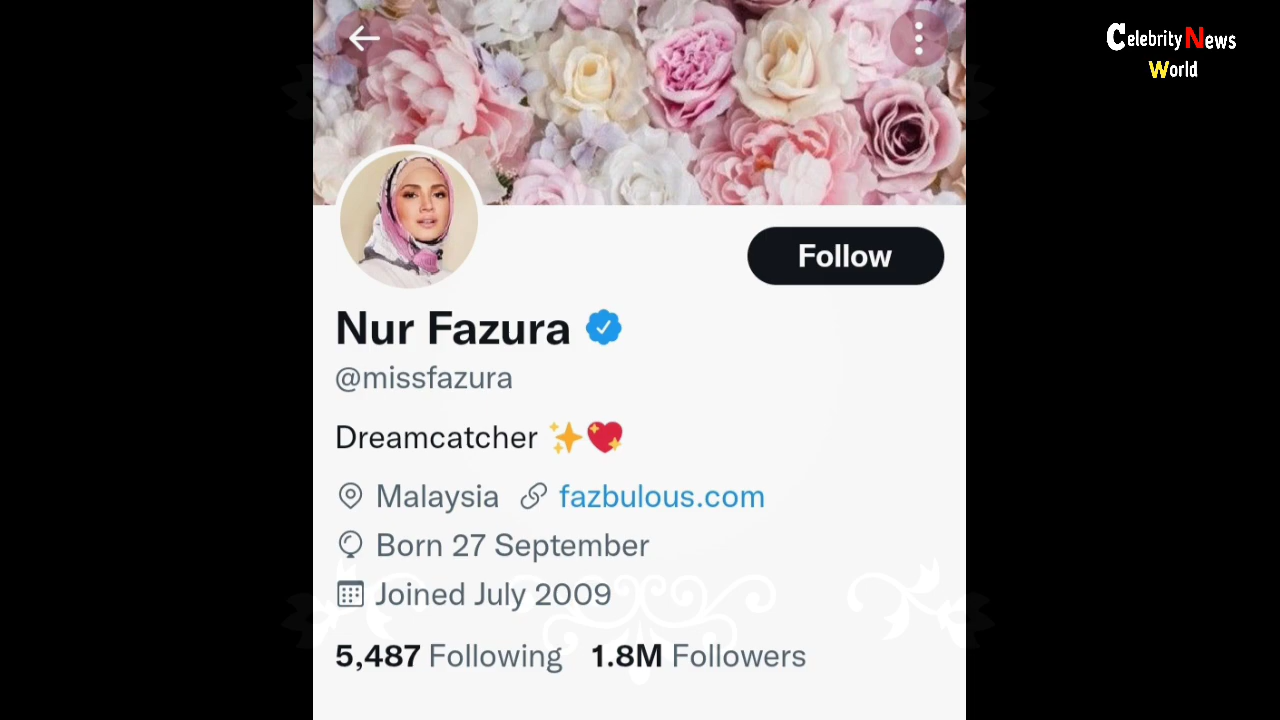 Celebrity News
World
Follow
Nur Fazura
@missfazura
Dreamcatcher ✨💖
Malaysia fazbulous.com
Born 27 September
Joined July 2009
5,487 Following 1.8M Followers